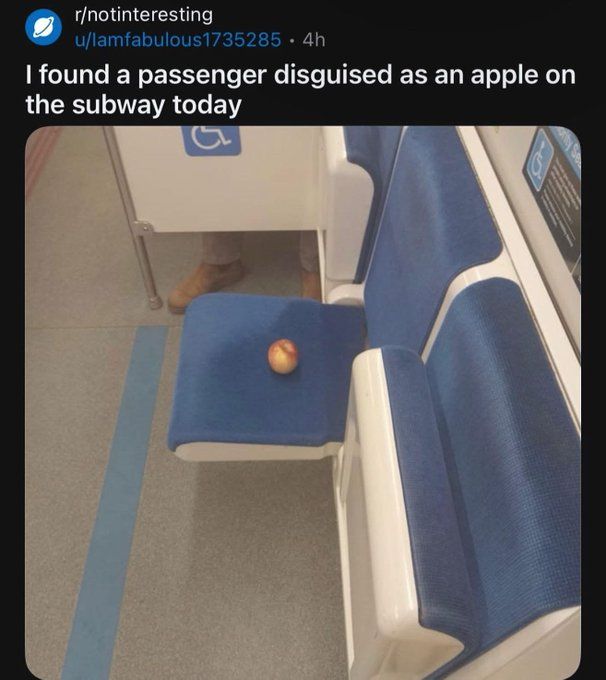 r/notinteresting
u/Iamfabulous1735285 • 4h
I found a passenger disguised as an apple on
the subway today